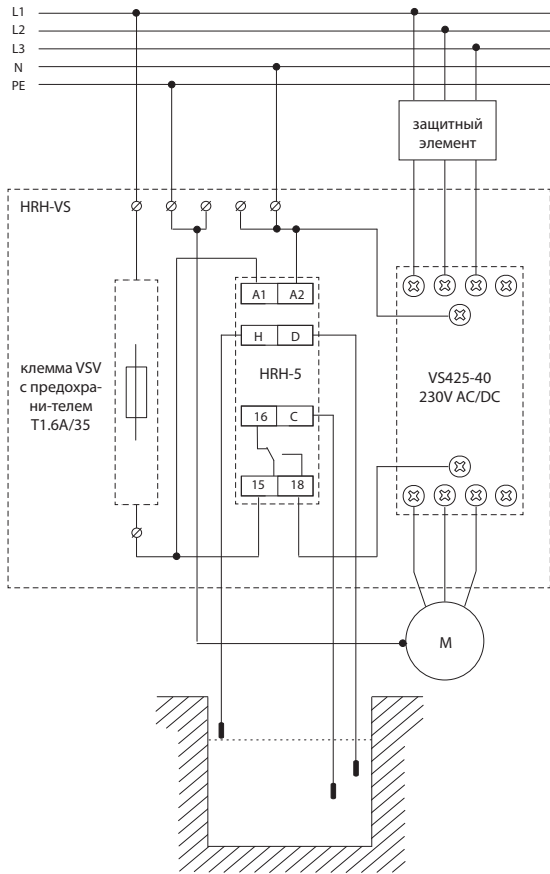 L1
L2
L3
N
PE
защитный
элемент
HRH-VS
A1 A2
H D
HRH-5
клемма VSV
с предохра-
ни-телем
T1.6A/35
VS425-40
230V AC/DC
16 C
15 18
M